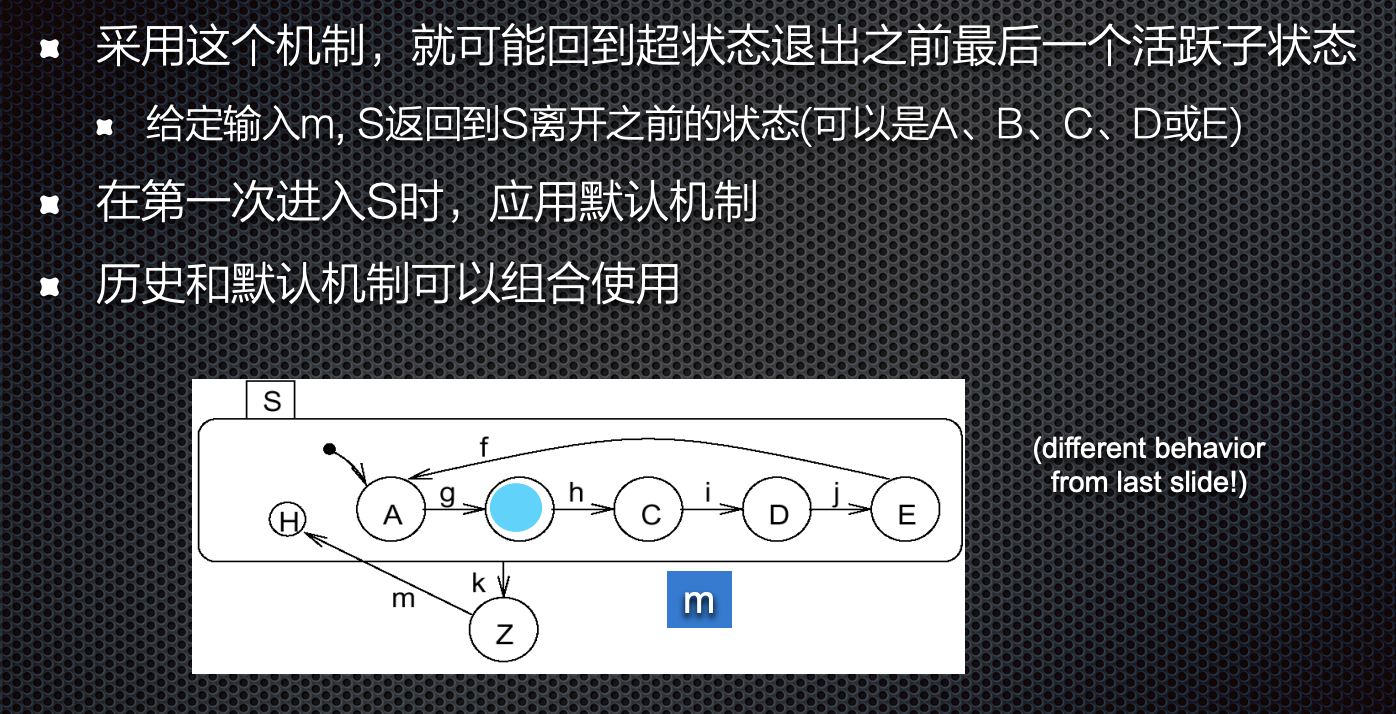 采用这个机制，就可能回到超状态退出之前最后一个活跃子状态
给定输入m, S返回到S离开之前的状态(可以是A、B、C、D或E)
在第一次进入S时，应用默认机制
历史和默认机制可以组合使用
S
f
(different behavior
from last slide!)
g
h
i
j
H
A
C
D
E
k
m
m
Z